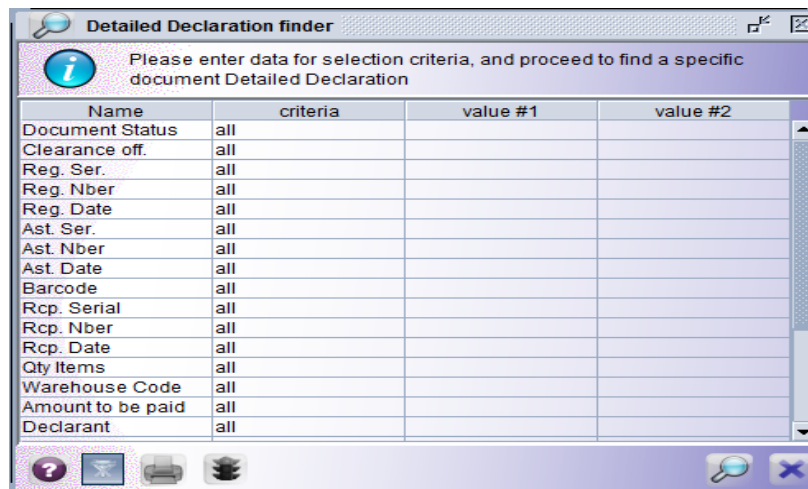 Detailed Declaration finder
Please enter data for selection criteria, and proceed to find a specific
document Detailed Declaration
Name criteria value #1 value #2
Document Status all
Clearance off. all
Reg. Ser. all
Reg. Nber all
Reg. Date all
Ast. Ser. all
Ast. Nber all
Ast. Date all
Barcode all
Rcp. Serial all
Rcp. Nber all
Rcp. Date all
Qty Items all
Warehouse Code all
Amount to be paid all
Declarant all